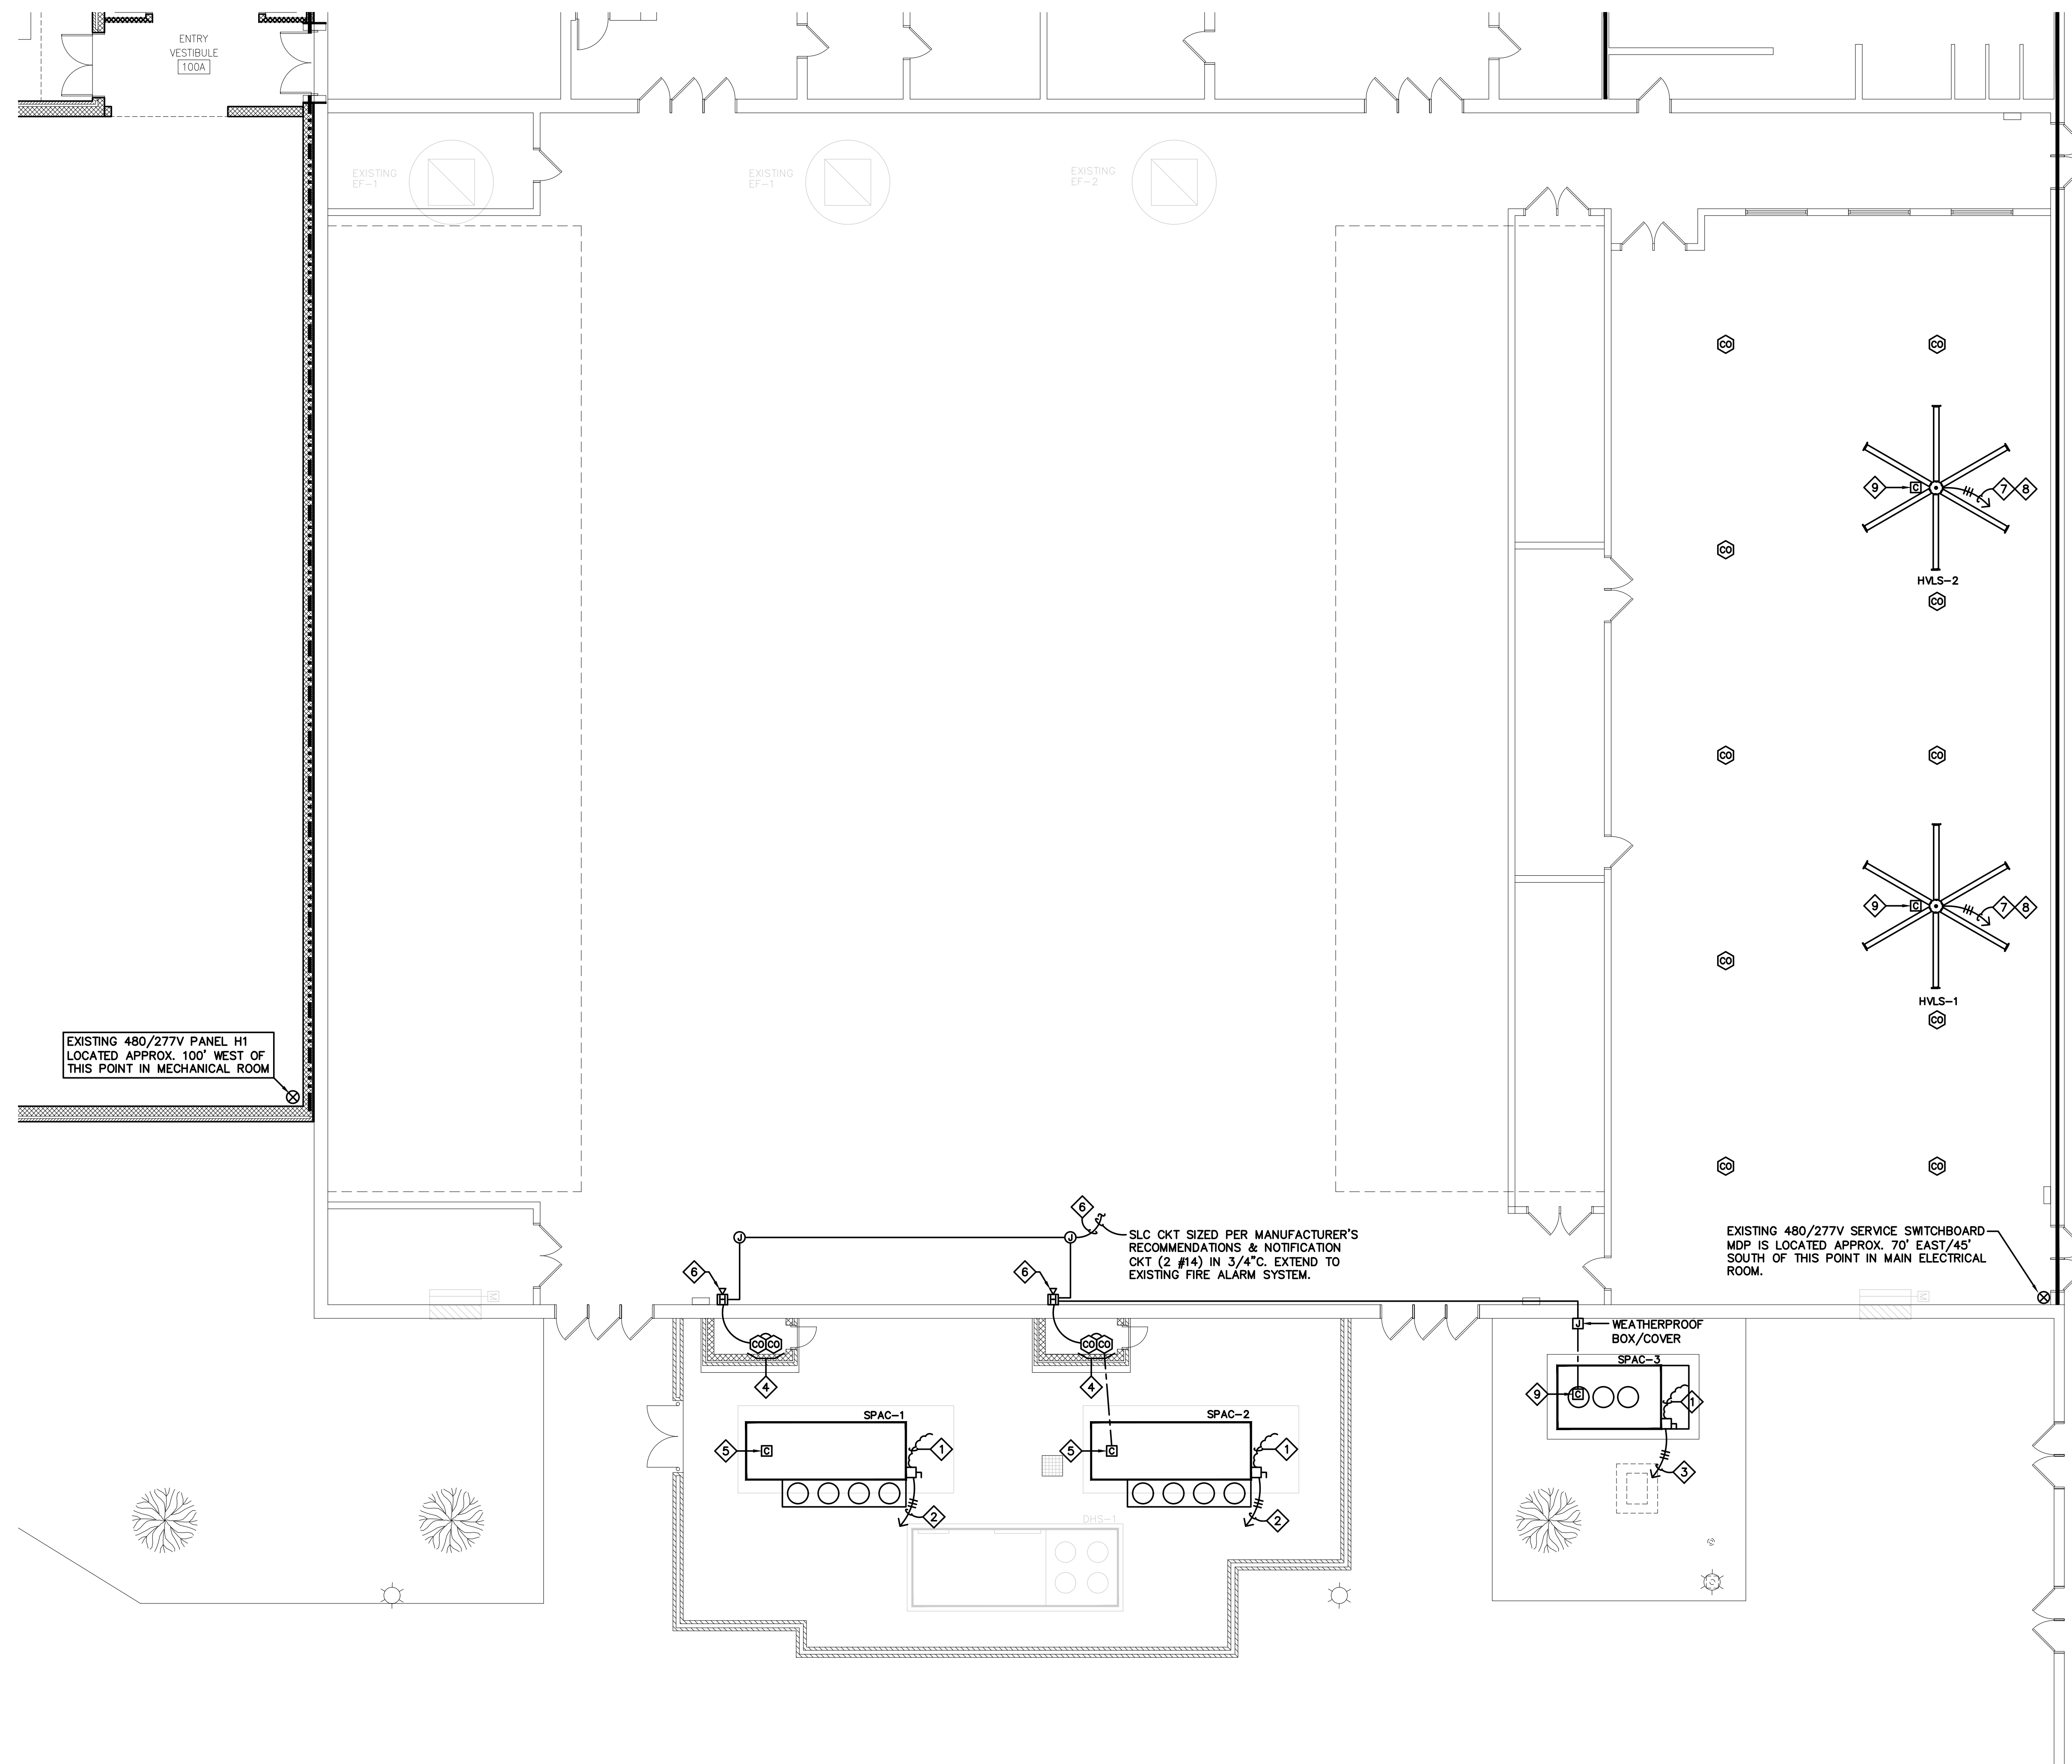 ENTRY
VESTIBULE
100A
EXISTING
EF-1
EXISTING
EF-1
EXISTING
EF-2
CO
CO
9
C
7
8
CO
HVLS-2
CO
CO
CO
9
C
7
8
CO
HVLS-1
CO
EXISTING 480/277V PANEL H1
LOCATED APPROX. 100' WEST OF
THIS POINT IN MECHANICAL ROOM
CO
CO
6
J
J
SLC CKT SIZED PER MANUFACTURER'S
RECOMMENDATIONS & NOTIFICATION
CKT (2 #14) IN 3/4"C. EXTEND TO
EXISTING FIRE ALARM SYSTEM.
EXISTING 480/277V SERVICE SWITCHBOARD
MDP IS LOCATED APPROX. 70' EAST/45'
SOUTH OF THIS POINT IN MAIN ELECTRICAL
ROOM.
6
H
6
H
M
M
J
WEATHERPROOF
BOX/COVER
CO CO
4
CO CO
4
SPAC-3
9
C
1
3
SPAC-1
5
C
1
2
SPAC-2
5
C
1
2
DHS-1